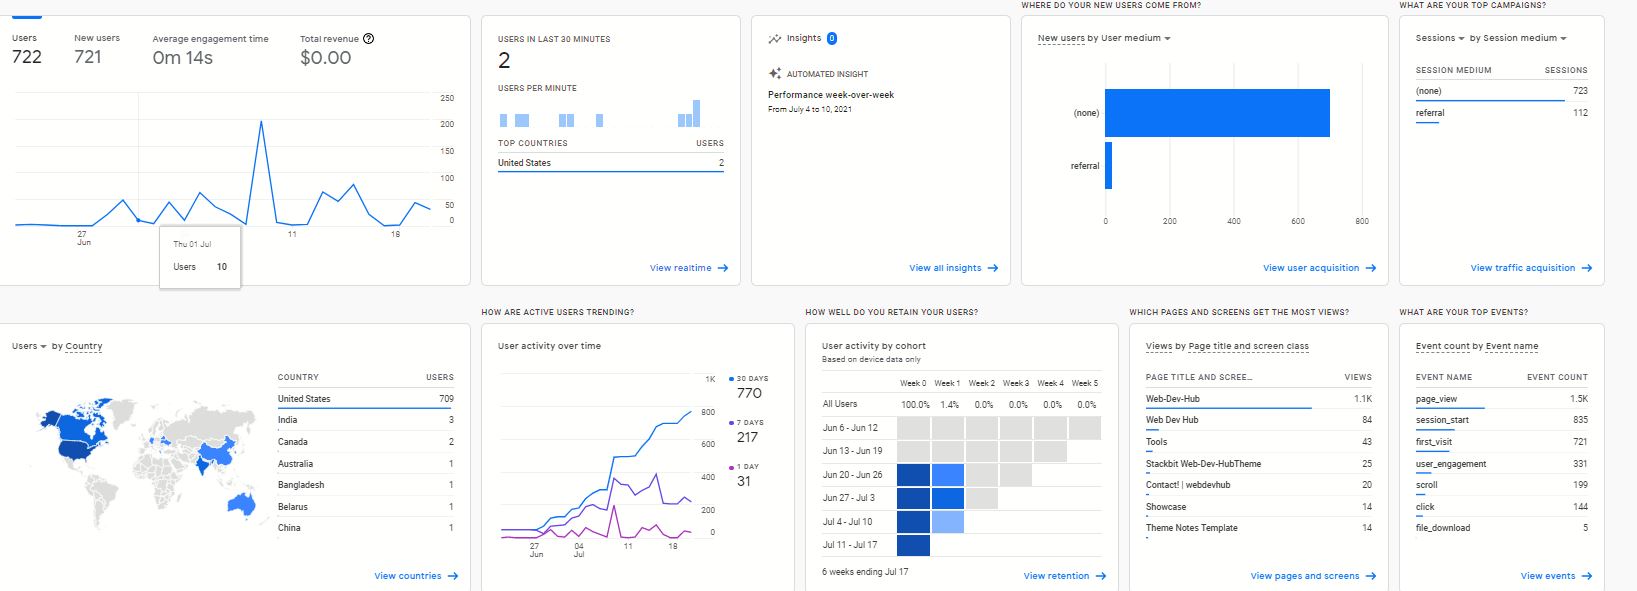 WHERE DO YOUR NEW USERS COME FROM?
WHAT ARE YOUR TOP CAMPAIGNS?
Users
722
New users
721
Average engagement time
0m 14s
Total revenue
$0.00
250
200
150
100
50
0
27
Jun
11
18
Thu 01 Jul
Users 10
USERS IN LAST 30 MINUTES
2
USERS PER MINUTE
TOP COUNTRIES USERS
United States 2
View realtime
Insights 0
AUTOMATED INSIGHT
Performance week-over-week
From July 4 to 10, 2021
View all insights
New users by User medium
(none)
referral
0 200 400 600 800
View user acquisition
Sessions by Session medium
SESSION MEDIUM SESSIONS
(none) 723
referral 112
View traffic acquisition
Users by Country
COUNTRY USERS
United States 709
India 3
Canada 2
Australia 1
Bangladesh 1
Belarus 1
China 1
View countries
HOW ARE ACTIVE USERS TRENDING?
User activity over time
1K
800
600
400
200
0
27
Jun
04
Jul
11
18
30 DAYS
770
7 DAYS
217
1 DAY
31
HOW WELL DO YOU RETAIN YOUR USERS?
User activity by cohort
Based on device data only
Week 0 Week 1 Week 2 Week 3 Week 4 Week 5
All Users 100.0% 1.4% 0.0% 0.0% 0.0% 0.0%
Jun 6 - Jun 12
Jun 13 - Jun 19
Jun 20 - Jun 26
Jun 27 - Jul 3
Jul 4 - Jul 10
Jul 11 - Jul 17
6 weeks ending Jul 17
View retention
WHICH PAGES AND SCREENS GET THE MOST VIEWS?
Views by Page title and screen class
PAGE TITLE AND SCREE... VIEWS
Web-Dev-Hub 1.1K
Web Dev Hub 84
Tools 43
Stackbit Web-Dev-HubTheme 25
Contact! | webdevhub 20
Showcase 14
Theme Notes Template 14
View pages and screens
WHAT ARE YOUR TOP EVENTS?
Event count by Event name
EVENT NAME EVENT COUNT
page_view 1.5K
session_start 835
first_visit 721
user_engagement 331
scroll 199
click 144
file_download 5
View events